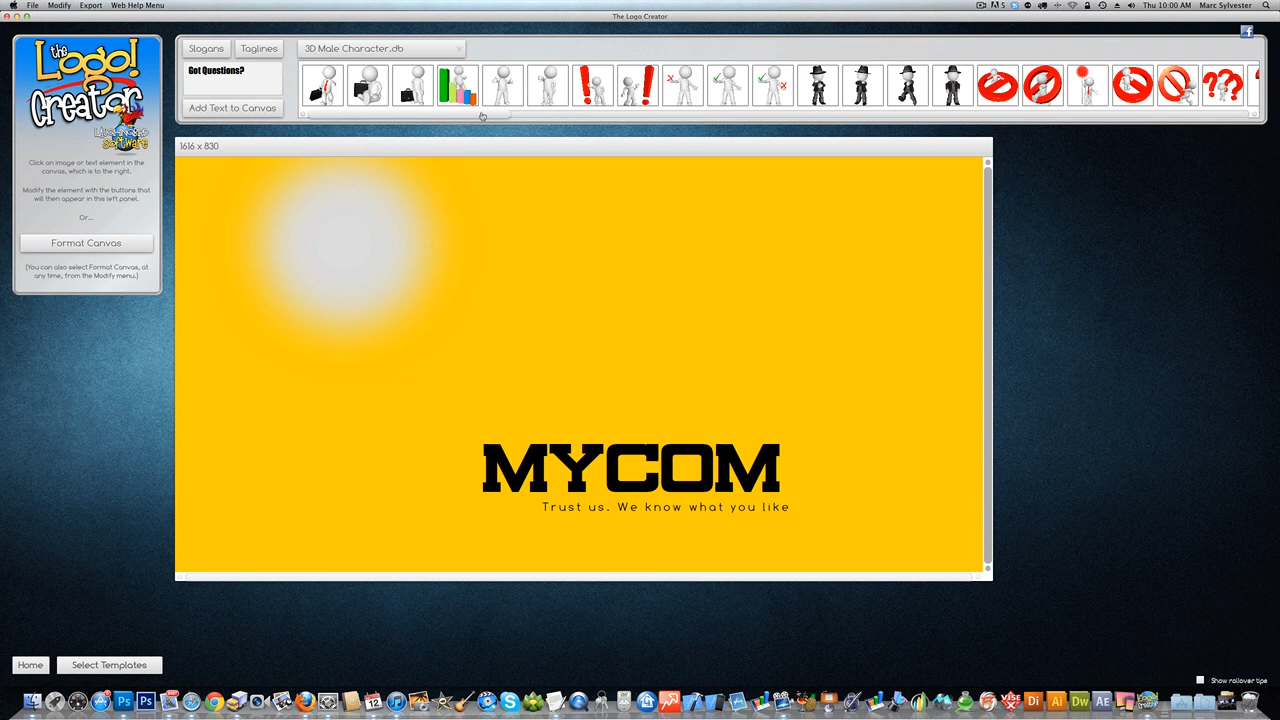 File Modify Export Web Help Menu
5 Thu 10:00 AM Marc Sylvester
The Logo Creator
the Logo! Creator
LAUGHINGBIRD Software
Click an image or text element in the canvas, which is to the right.
Modify the element with the buttons that will then appear in this left panel.
Or...
Format Canvas
(You can also select Format Canvas, at any time, from the Modify menu.)
Slogans Taglines 3D Male Character.db
Got Questions?
Add Text to Canvas
1616 x 830
MYCOM
Trust us. We know what you like
Home Select Templates
Show rollover tips